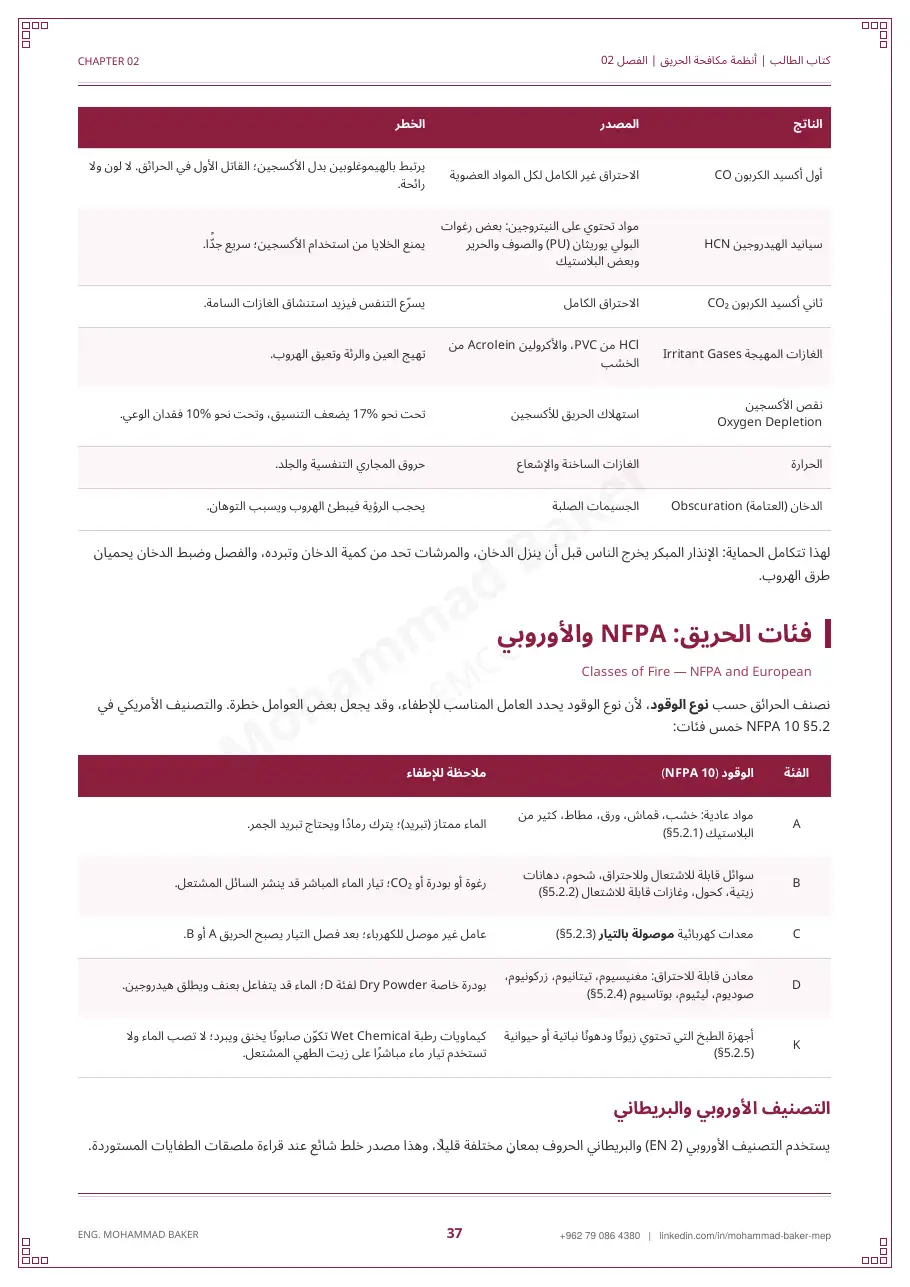 كتاب الطالب | أنظمة مكافحة الحريق | الفصل 02
CHAPTER 02
الناتج
المصدر
الخطر
أول أكسيد الكربون CO
الاحتراق غير الكامل لكل المواد العضوية
يرتبط بالهيموغلوبين بدل الأكسجين؛ القاتل الأول في الحرائق. لا لون ولا
رائحة.
سيانيد الهيدروجين HCN
مواد تحتوي على النيتروجين: بعض رغوات
البولي يوريثان (PU) والصوف والحرير
وبعض البلاستيك
يمنع الخلايا من استخدام الأكسجين؛ سريع جدًّا.
ثاني أكسيد الكربون CO₂
الاحتراق الكامل
يسرّع التنفس فيزيد استنشاق الغازات السامة.
الغازات المهيجة Irritant Gases
HCl من PVC، والأكرولين Acrolein من
الخشب
تهيج العين والرئة وتعيق الهروب.
نقص الأكسجين
Oxygen Depletion
استهلاك الحريق للأكسجين
تحت نحو 17% يضعف التنسيق، وتحت نحو 10% فقدان الوعي.
الحرارة
الغازات الساخنة والإشعاع
حروق المجاري التنفسية والجلد.
الدخان (العتامة) Obscuration
الجسيمات الصلبة
يحجب الرؤية فيبطئ الهروب ويسبب التوهان.
لهذا تتكامل الحماية: الإنذار المبكر يخرج الناس قبل أن ينزل الدخان، والمرشات تحد من كمية الدخان وتبرده، والفصل وضبط الدخان يحميان
طرق الهروب.
فئات الحريق: NFPA والأوروبي
Classes of Fire — NFPA and European
نصنف الحرائق حسب نوع الوقود، لأن نوع الوقود يحدد العامل المناسب للإطفاء، وقد يجعل بعض العوامل خطرة. والتصنيف الأمريكي في
NFPA 10 §5.2 خمس فئات:
الفئة
الوقود (NFPA 10)
ملاحظة للإطفاء
A
مواد عادية: خشب، قماش، ورق، مطاط، كثير من
البلاستيك (§5.2.1)
الماء ممتاز (تبريد)؛ يترك رمادًا ويحتاج تبريد الجمر.
B
سوائل قابلة للاشتعال وللاحتراق، شحوم، دهانات
زيتية، كحول، وغازات قابلة للاشتعال (§5.2.2)
رغوة أو بودرة أو CO₂؛ تيار الماء المباشر قد ينشر السائل المشتعل.
C
معدات كهربائية موصولة بالتيار (§5.2.3)
عامل غير موصل للكهرباء؛ بعد فصل التيار يصبح الحريق A أو B.
D
معادن قابلة للاحتراق: مغنيسيوم، تيتانيوم، زركونيوم،
صوديوم، ليثيوم، بوتاسيوم (§5.2.4)
بودرة خاصة Dry Powder لفئة D؛ الماء قد يتفاعل بعنف ويطلق هيدروجين.
K
أجهزة الطبخ التي تحتوي زيوتًا ودهونًا نباتية أو حيوانية
(§5.2.5)
كيماويات رطبة Wet Chemical تكوّن صابونًا يخنق ويبرد؛ لا تصب الماء ولا
تستخدم تيار ماء مباشرًا على زيت الطهي المشتعل.
التصنيف الأوروبي والبريطاني
يستخدم التصنيف الأوروبي (EN 2) والبريطاني الحروف بمعانٍ مختلفة قليلًا، وهذا مصدر خلط شائع عند قراءة ملصقات الطفايات المستوردة.
Mohammad Baker
ENG. MOHAMMAD BAKER
37
+962 79 086 4380 | linkedin.com/in/mohammad-baker-mep